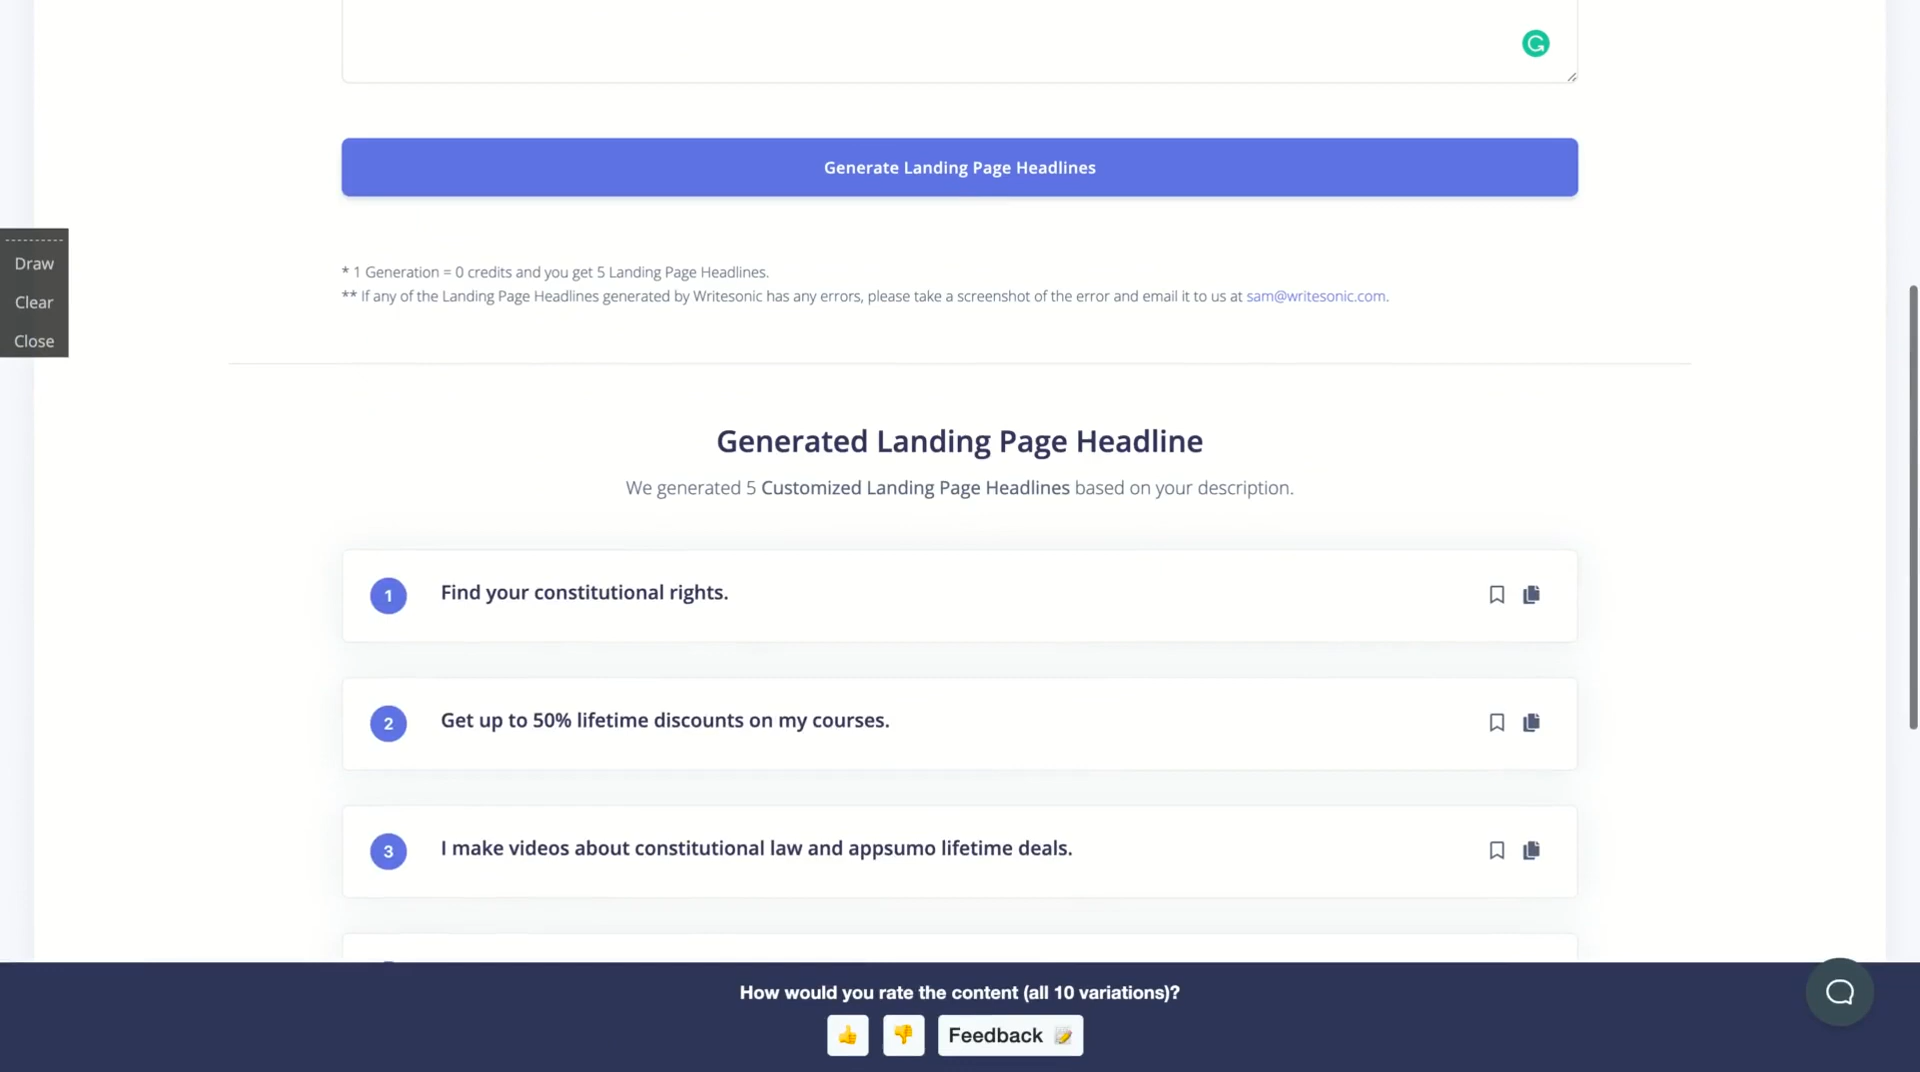 Generate Landing Page Headlines
Draw
Clear
Close
* 1 Generation = 0 credits and you get 5 Landing Page Headlines.
** If any of the Landing Page Headlines generated by Writesonic has any errors, please take a screenshot of the error and email it to us at sam@writesonic.com.
Generated Landing Page Headline
We generated 5 Customized Landing Page Headlines based on your description.
1 Find your constitutional rights.
2 Get up to 50% lifetime discounts on my courses.
3 I make videos about constitutional law and appsumo lifetime deals.
How would you rate the content (all 10 variations)?
Feedback